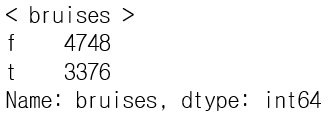 < bruises >
f    4748
t    3376
Name: bruises, dtype: int64